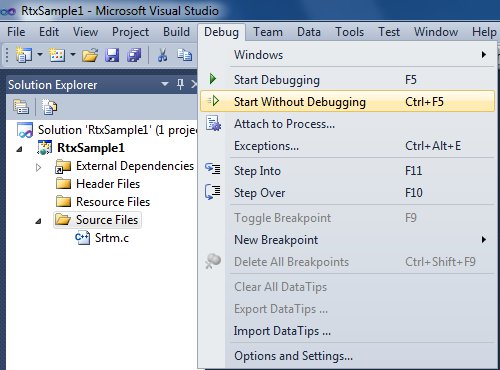 RtxSample1 - Microsoft Visual Studio
File Edit View Project Build Debug Team Data Tools Test Window H
Solution Explorer
Solution 'RtxSample1' (1 projec
RtxSample1
External Dependencies
Header Files
Resource Files
Source Files
Srtm.c
Windows
Start Debugging F5
Start Without Debugging Ctrl+F5
Attach to Process...
Exceptions... Ctrl+Alt+E
Step Into F11
Step Over F10
Toggle Breakpoint F9
New Breakpoint
Delete All Breakpoints Ctrl+Shift+F9
Clear All DataTips
Export DataTips ...
Import DataTips ...
Options and Settings...